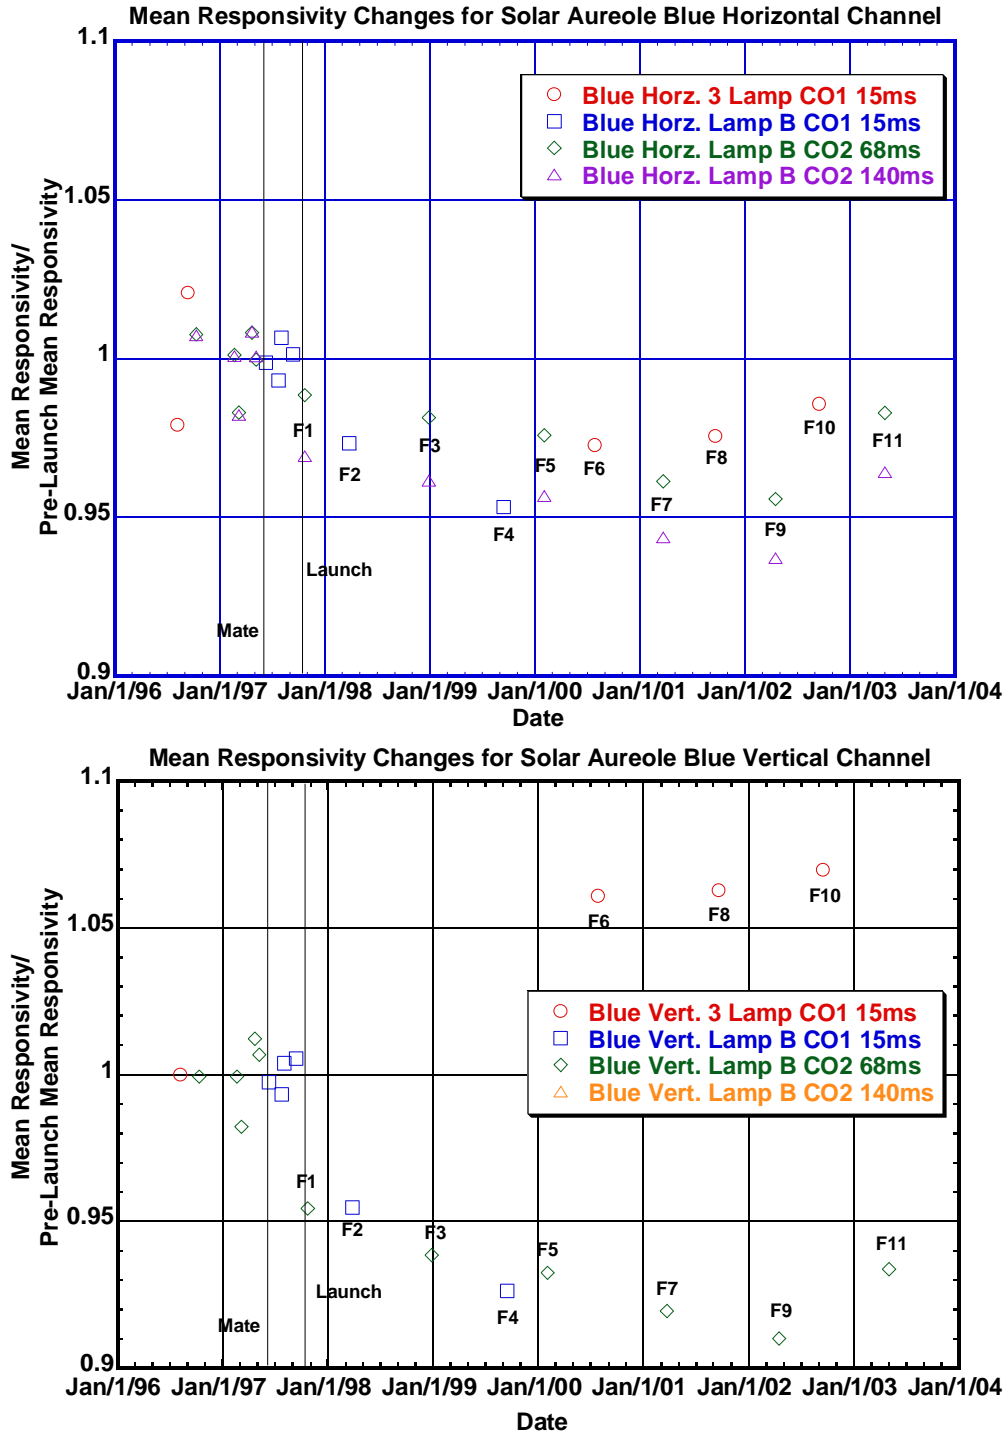 Mean Responsivity Changes for Solar Aureole Blue Horizontal Channel
1.1
Blue Horz. 3 Lamp CO1 15ms
Blue Horz. Lamp B CO1 15ms
Blue Horz. Lamp B CO2 68ms
Blue Horz. Lamp B CO2 140ms
1.05
Mean Responsivity/
Pre-Launch Mean Responsivity
1
F1
F2
F3
F4
F5
F6
F7
F8
F9
F10
F11
0.95
Launch
Mate
0.9
Jan/1/96 Jan/1/97 Jan/1/98 Jan/1/99 Jan/1/00 Jan/1/01 Jan/1/02 Jan/1/03 Jan/1/04
Date
Mean Responsivity Changes for Solar Aureole Blue Vertical Channel
1.1
F6
F8
F10
1.05
Mean Responsivity/
Pre-Launch Mean Responsivity
Blue Vert. 3 Lamp CO1 15ms
Blue Vert. Lamp B CO1 15ms
Blue Vert. Lamp B CO2 68ms
Blue Vert. Lamp B CO2 140ms
1
F1
F2
F3
F4
F5
F7
F9
F11
0.95
Launch
Mate
0.9
Jan/1/96 Jan/1/97 Jan/1/98 Jan/1/99 Jan/1/00 Jan/1/01 Jan/1/02 Jan/1/03 Jan/1/04
Date